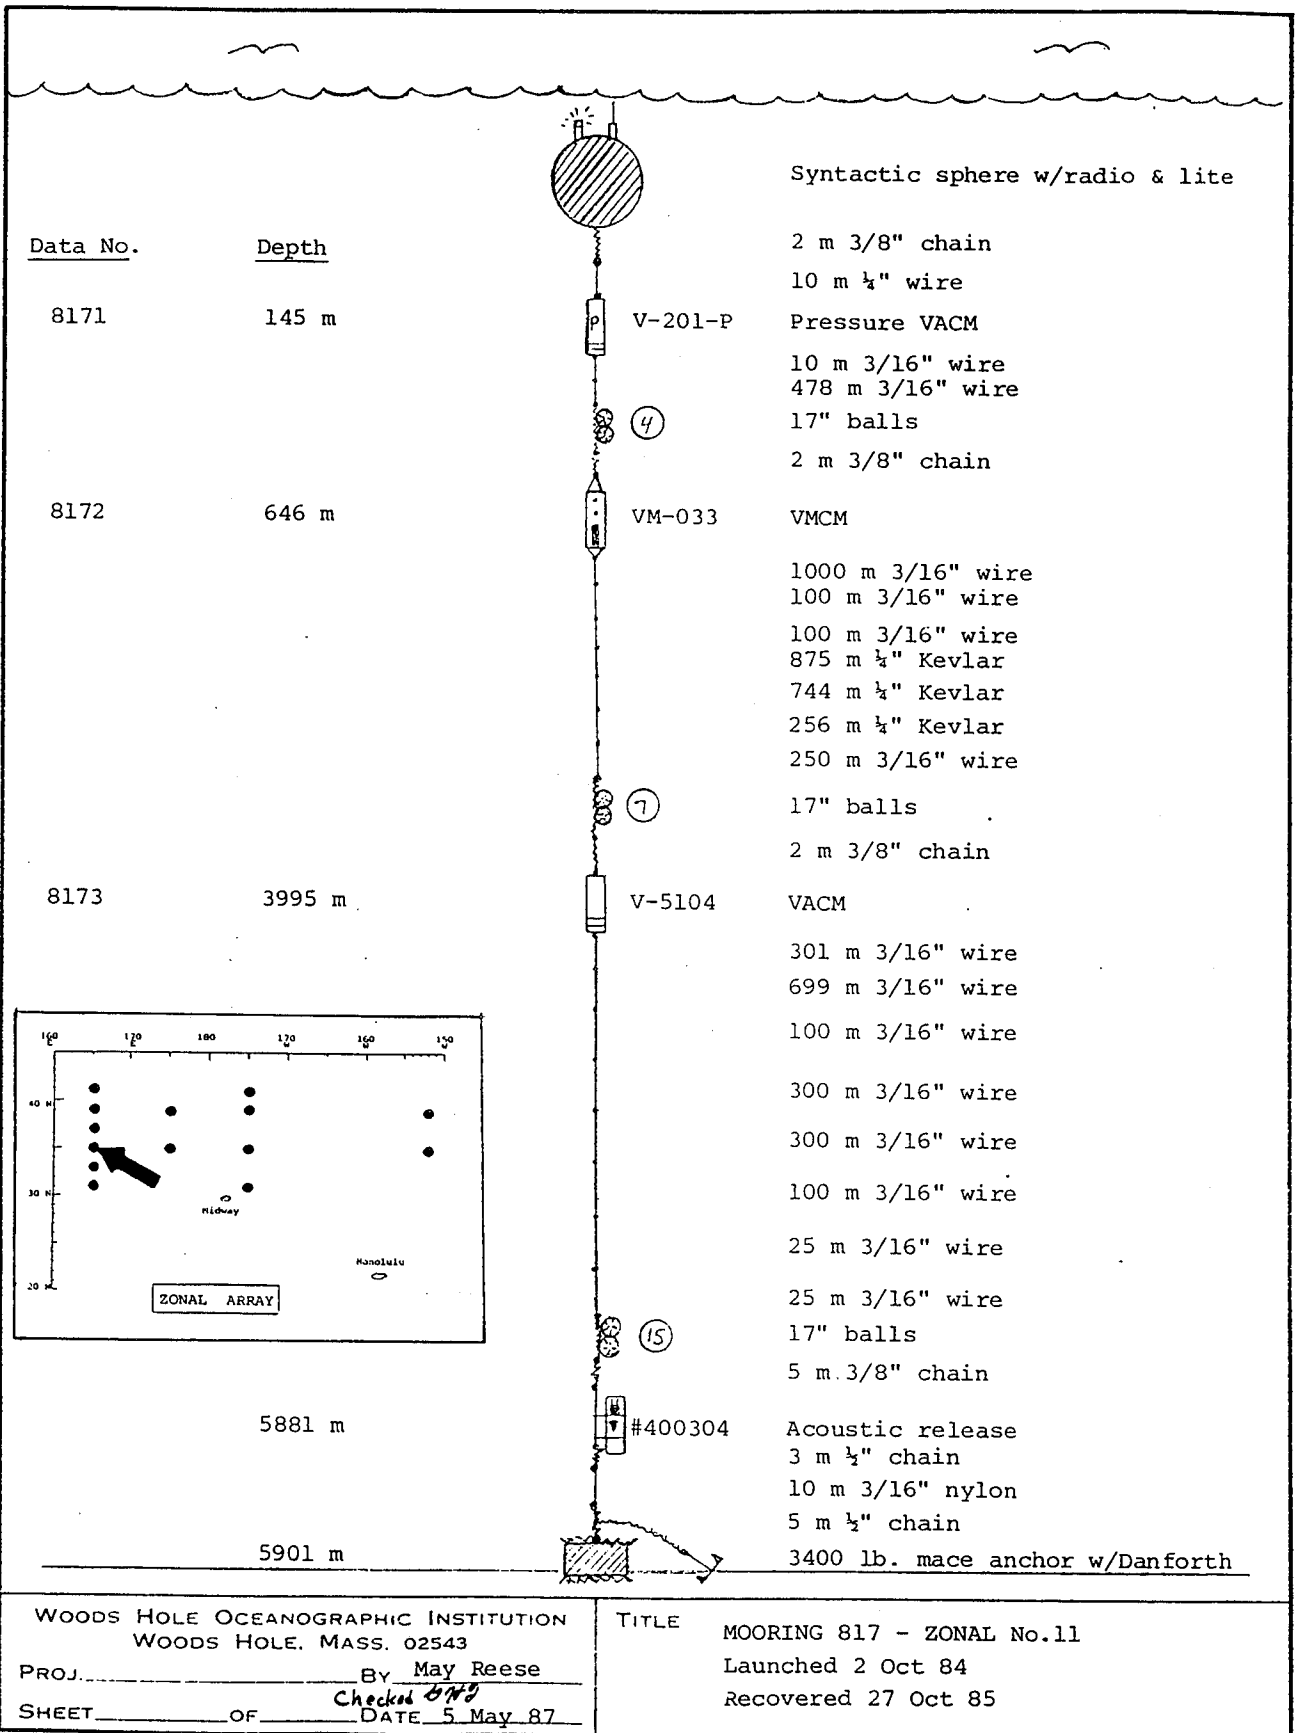 Syntactic sphere w/radio & lite
Data No. Depth
2 m 3/8" chain
10 m ¼" wire
8171 145 m V-201-P Pressure VACM
P
10 m 3/16" wire
478 m 3/16" wire
4 17" balls
2 m 3/8" chain
8172 646 m VM-033 VMCM
1000 m 3/16" wire
100 m 3/16" wire
100 m 3/16" wire
875 m ¼" Kevlar
744 m ¼" Kevlar
256 m ¼" Kevlar
250 m 3/16" wire
7 17" balls
2 m 3/8" chain
8173 3995 m V-5104 VACM
301 m 3/16" wire
699 m 3/16" wire
100 m 3/16" wire
300 m 3/16" wire
300 m 3/16" wire
100 m 3/16" wire
25 m 3/16" wire
25 m 3/16" wire
160 E 170 E 180 170 W 160 W 150 W
40 N
30 N
Midway
Honolulu
20 N
ZONAL ARRAY
15 17" balls
5 m 3/8" chain
5881 m #400304 Acoustic release
3 m ½" chain
10 m 3/16" nylon
5 m ½" chain
5901 m 3400 lb. mace anchor w/Danforth
WOODS HOLE OCEANOGRAPHIC INSTITUTION
WOODS HOLE, MASS. 02543
PROJ. BY May Reese
Checked
SHEET OF DATE 5 May 87
TITLE
MOORING 817 - ZONAL No.11
Launched 2 Oct 84
Recovered 27 Oct 85